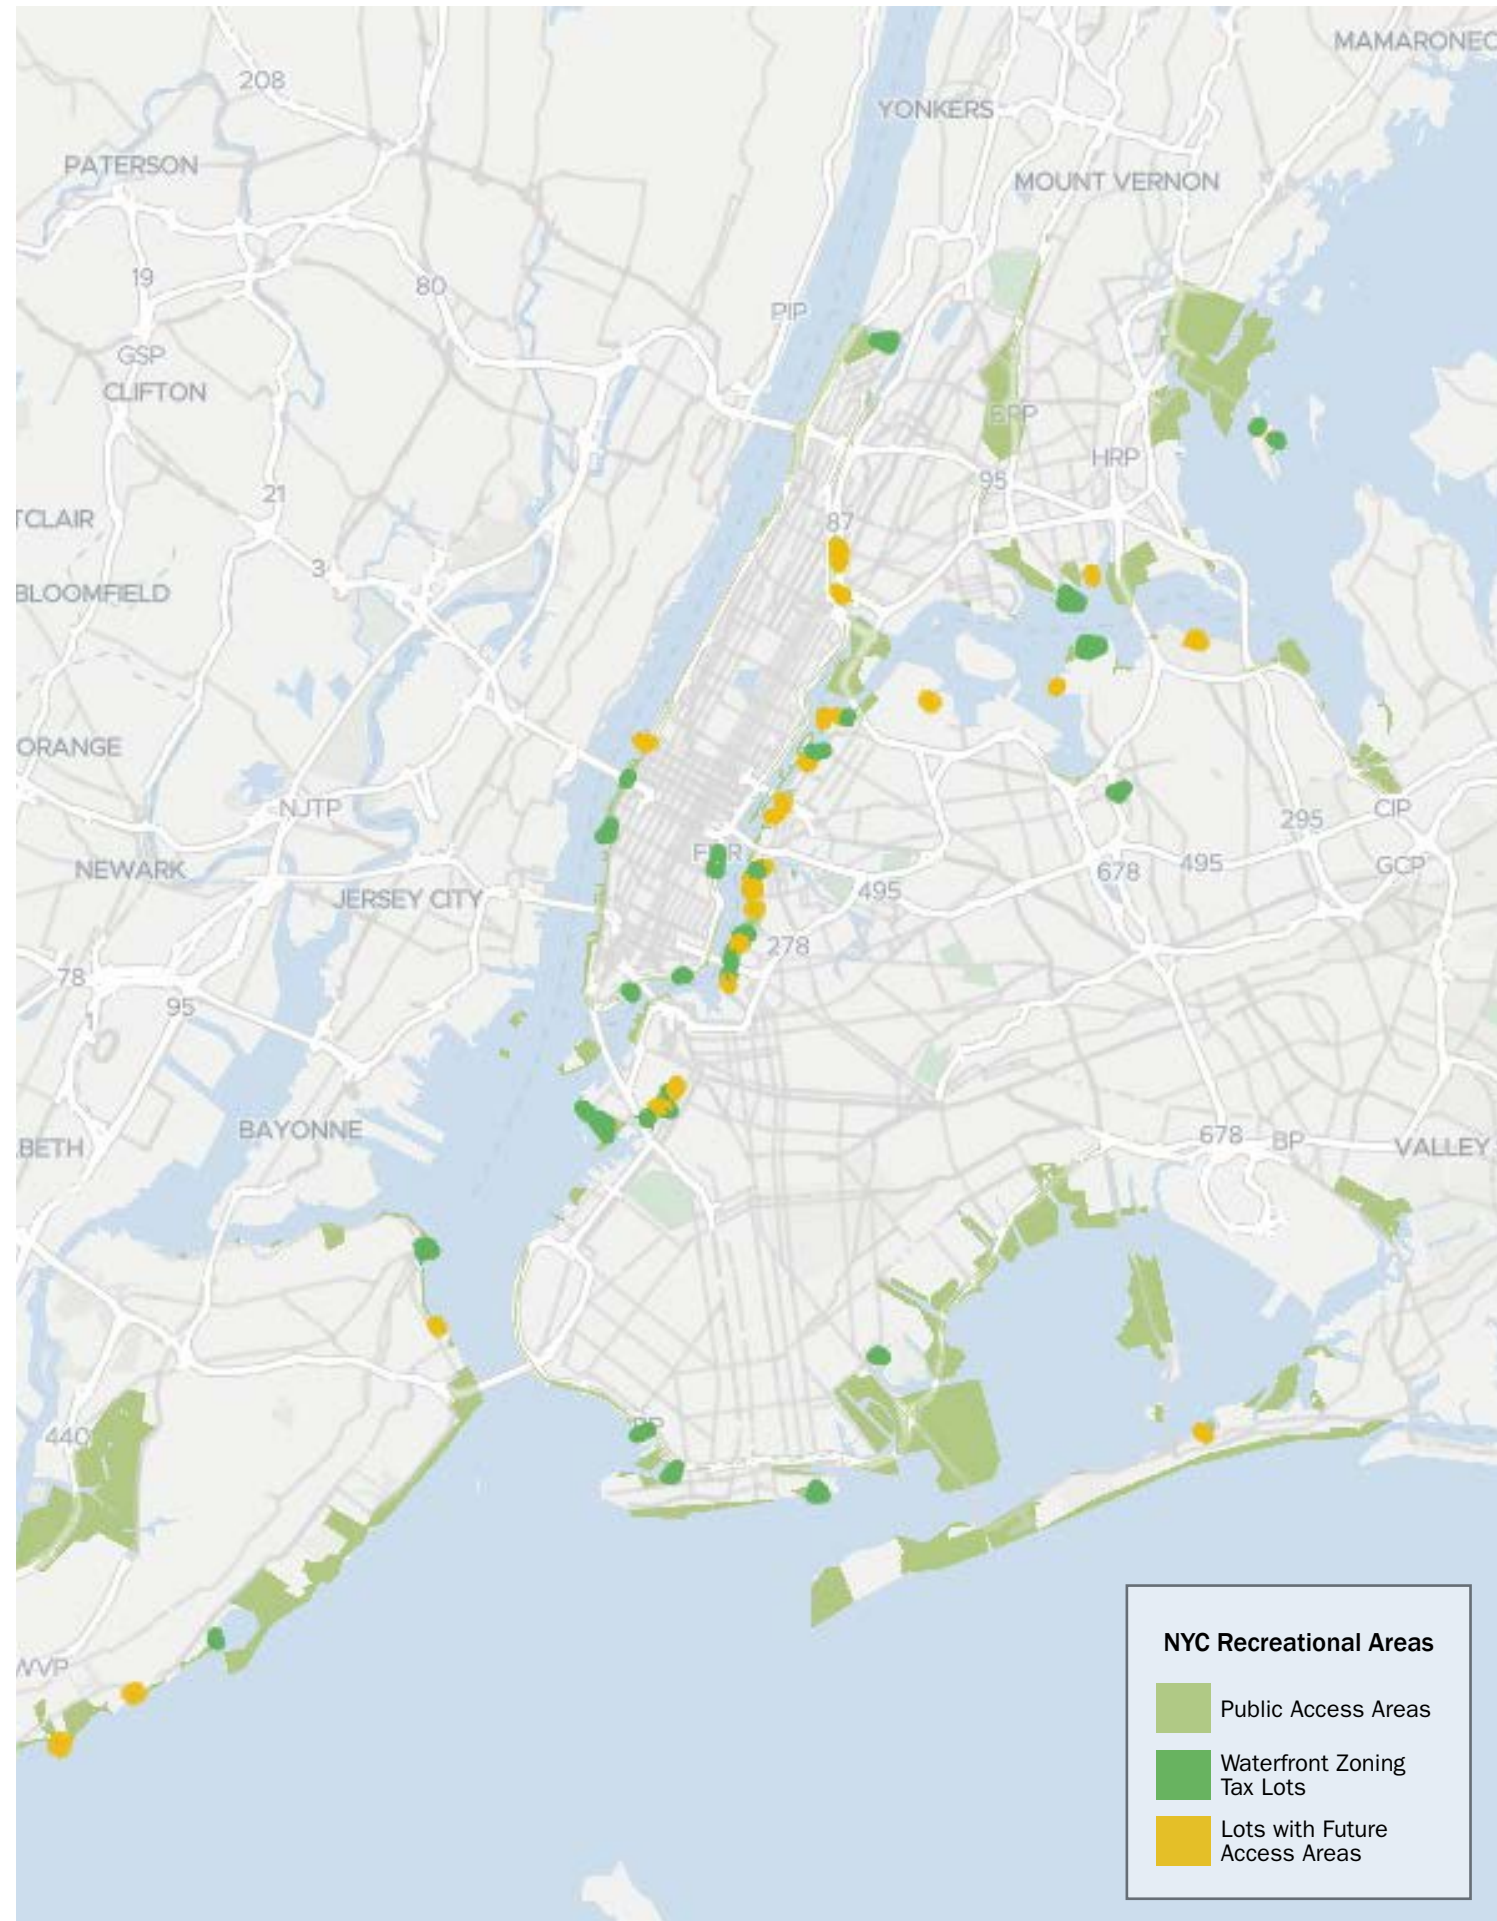 MAMARONEC
208
YONKERS
PATERSON
MOUNT VERNON
19
80
PIP
GSP
CLIFTON
BPP
HRP
95
21
TCLAIR
87
3
BLOOMFIELD
ORANGE
NJTP
CIP
295
FDR
NEWARK
678
495
GCP
JERSEY CITY
495
278
78
95
BAYONNE
678
BP
BETH
VALLEY
440
BP
WVP
NYC Recreational Areas
Public Access Areas
Waterfront Zoning
Tax Lots
Lots with Future
Access Areas